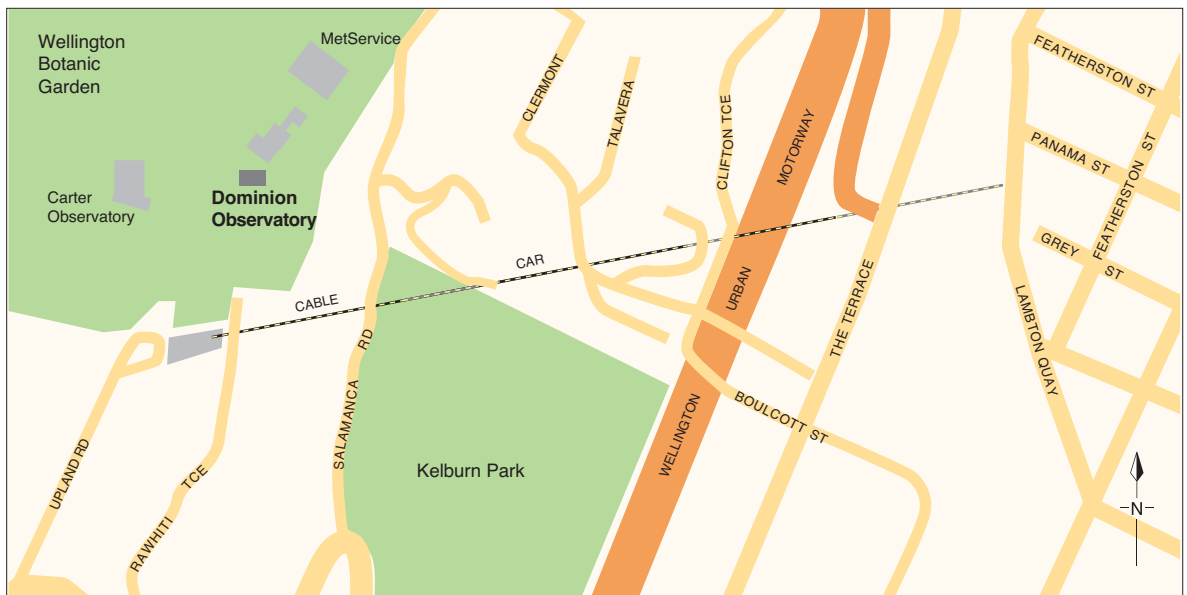 Wellington
Botanic
Garden
MetService
Carter
Observatory
Dominion
Observatory
CABLE
CAR
CLERMONT
TALAVERA
CLIFTON TCE
MOTORWAY
URBAN
WELLINGTON
THE TERRACE
FEATHERSTON ST
PANAMA ST
FEATHERSTON ST
GREY ST
LAMBTON QUAY
BOULCOTT ST
SALAMANCA RD
Kelburn Park
UPLAND RD
RAWHITI TCE
N